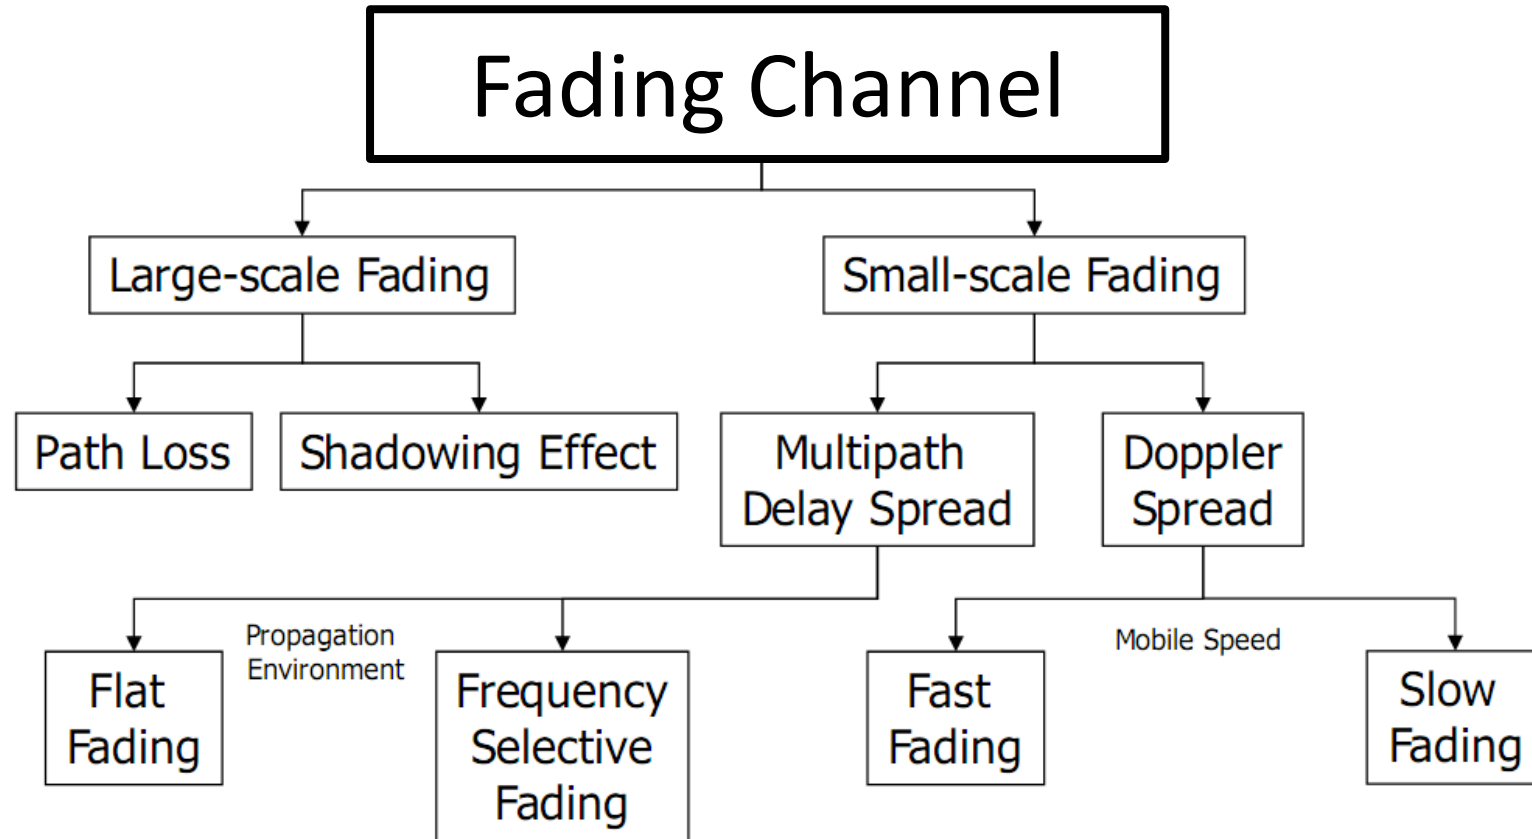 Fading Channel
Large-scale Fading
Small-scale Fading
Path Loss
Shadowing Effect
Multipath
Delay Spread
Doppler
Spread
Propagation
Environment
Mobile Speed
Flat
Fading
Frequency
Selective
Fading
Fast
Fading
Slow
Fading